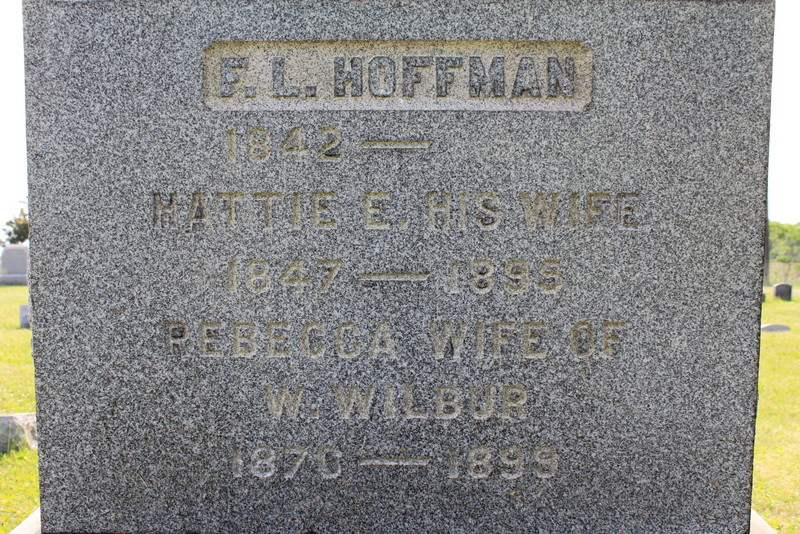 F. L. HOFFMAN
1842 —
HATTIE E. HIS WIFE
1847 — 1895
REBECCA WIFE OF
W. WILBUR
1870 — 1899